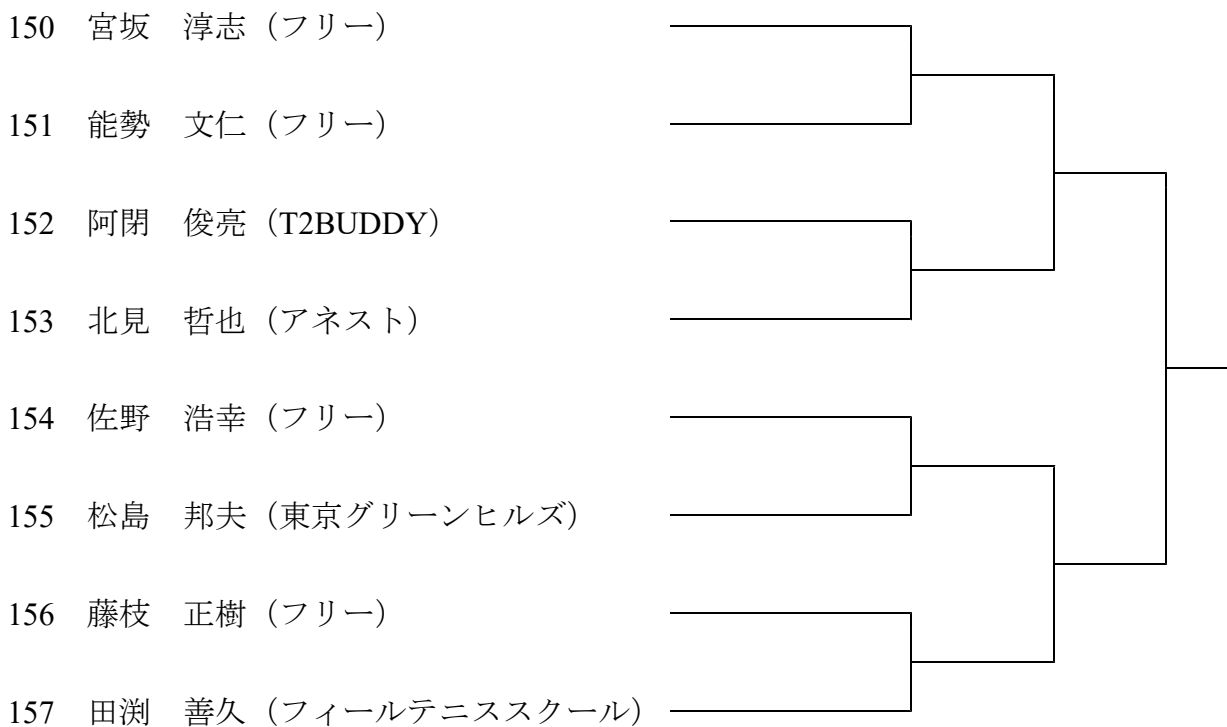 150 宮坂 淳志（フリー）
151 能勢 文仁（フリー）
152 阿閉 俊亮（T2BUDDY）
153 北見 哲也（アネスト）
154 佐野 浩幸（フリー）
155 松島 邦夫（東京グリーンヒルズ）
156 藤枝 正樹（フリー）
157 田渕 善久（フィールテニススクール）